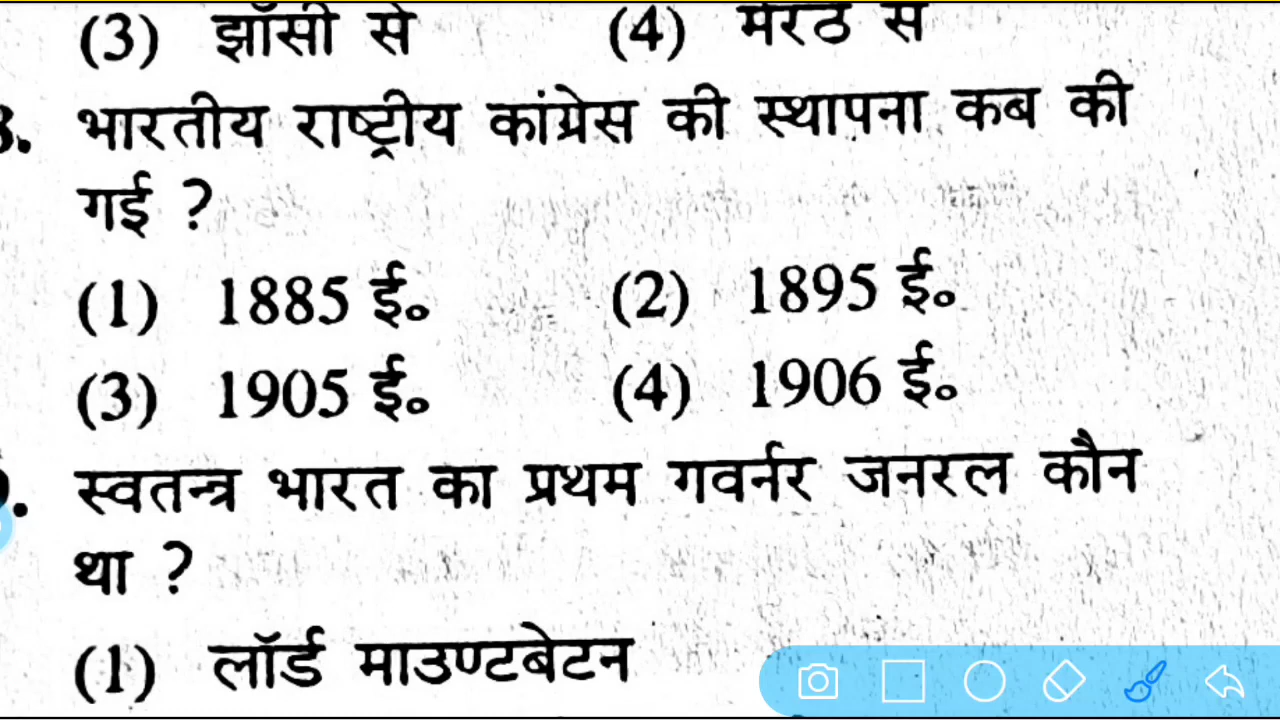 (3) झाँसी से (4) मेरठ से
8. भारतीय राष्ट्रीय कांग्रेस की स्थापना कब की
गई ?
(1) 1885 ई० (2) 1895 ई०
(3) 1905 ई० (4) 1906 ई०
. स्वतन्त्र भारत का प्रथम गवर्नर जनरल कौन
था ?
(1) लॉर्ड माउण्टबेटन